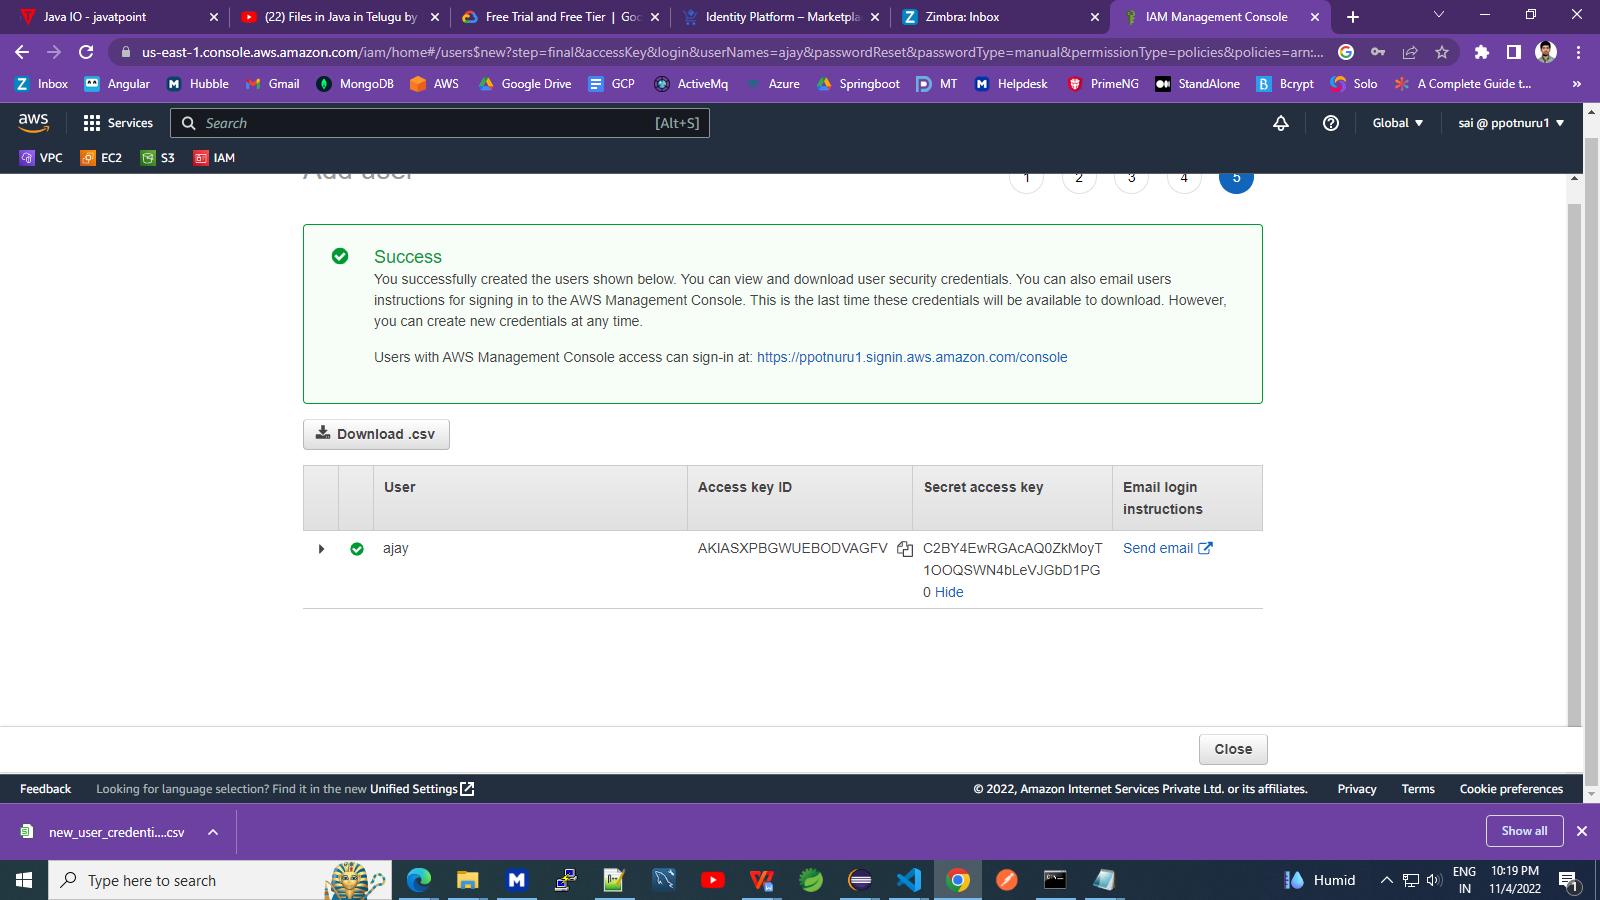 Java IO - javatpoint
(22) Files in Java in Telugu by
Free Trial and Free Tier | Goo
Identity Platform – Marketpla
Zimbra: Inbox
IAM Management Console
us-east-1.console.aws.amazon.com/iam/home#/users$new?step=final&accessKey&login&userNames=ajay&passwordReset&passwordType=manual&permissionType=policies&policies=arn:...
Inbox Angular Hubble Gmail MongoDB AWS Google Drive GCP ActiveMq Azure Springboot MT Helpdesk PrimeNG StandAlone Bcrypt Solo A Complete Guide t... »
aws Services Search [Alt+S] Global sai @ ppotnuru1
VPC EC2 S3 IAM
Add user 1 2 3 4 5
Success
You successfully created the users shown below. You can view and download user security credentials. You can also email users
instructions for signing in to the AWS Management Console. This is the last time these credentials will be available to download. However,
you can create new credentials at any time.
Users with AWS Management Console access can sign-in at: https://ppotnuru1.signin.aws.amazon.com/console
Download .csv
User Access key ID Secret access key Email login
instructions
ajay AKIASXPBGWUEBODVAGFV C2BY4EwRGAcAQ0ZkMoyT Send email
1OOQSWN4bLeVJGbD1PG
0 Hide
Close
Feedback Looking for language selection? Find it in the new Unified Settings © 2022, Amazon Internet Services Private Ltd. or its affiliates. Privacy Terms Cookie preferences
new_user_credenti....csv Show all
Type here to search Humid ENG 10:19 PM
IN 11/4/2022 1